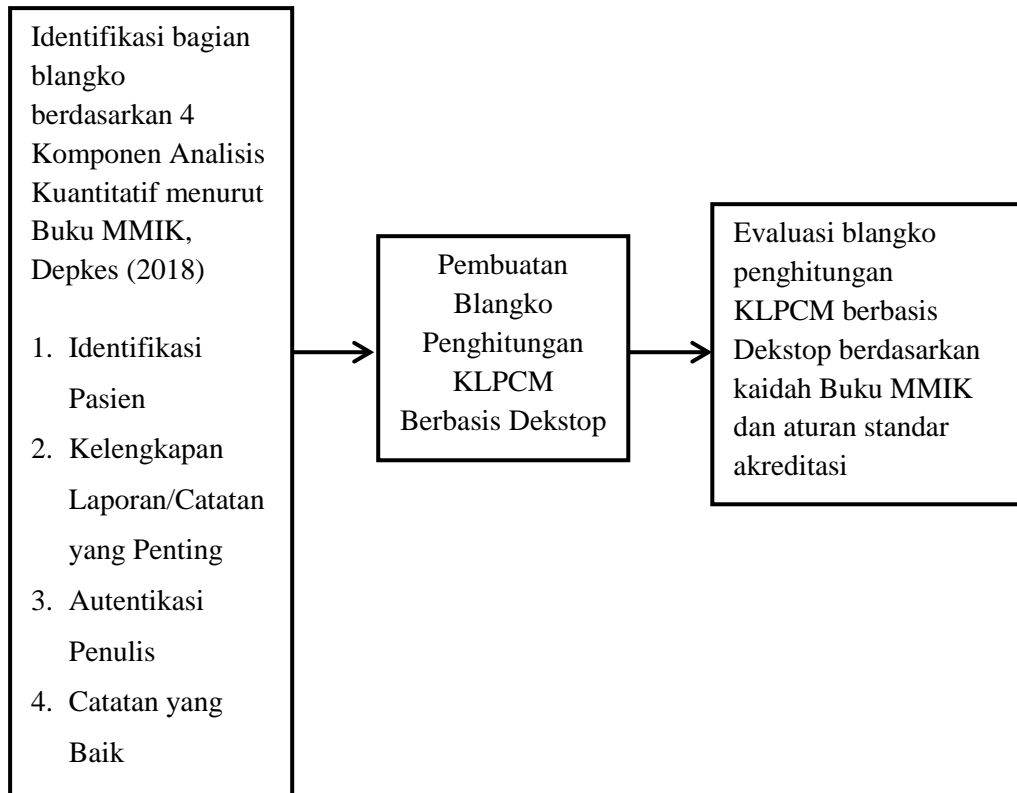 Identifikasi bagian
blangko
berdasarkan 4
Komponen Analisis
Kuantitatif menurut
Buku MMIK,
Depkes (2018)
1. Identifikasi
Pasien
2. Kelengkapan
Laporan/Catatan
yang Penting
3. Autentikasi
Penulis
4. Catatan yang
Baik
Pembuatan
Blangko
Penghitungan
KLPCM
Berbasis Dekstop
Evaluasi blangko
penghitungan
KLPCM berbasis
Dekstop berdasarkan
kaidah Buku MMIK
dan aturan standar
akreditasi